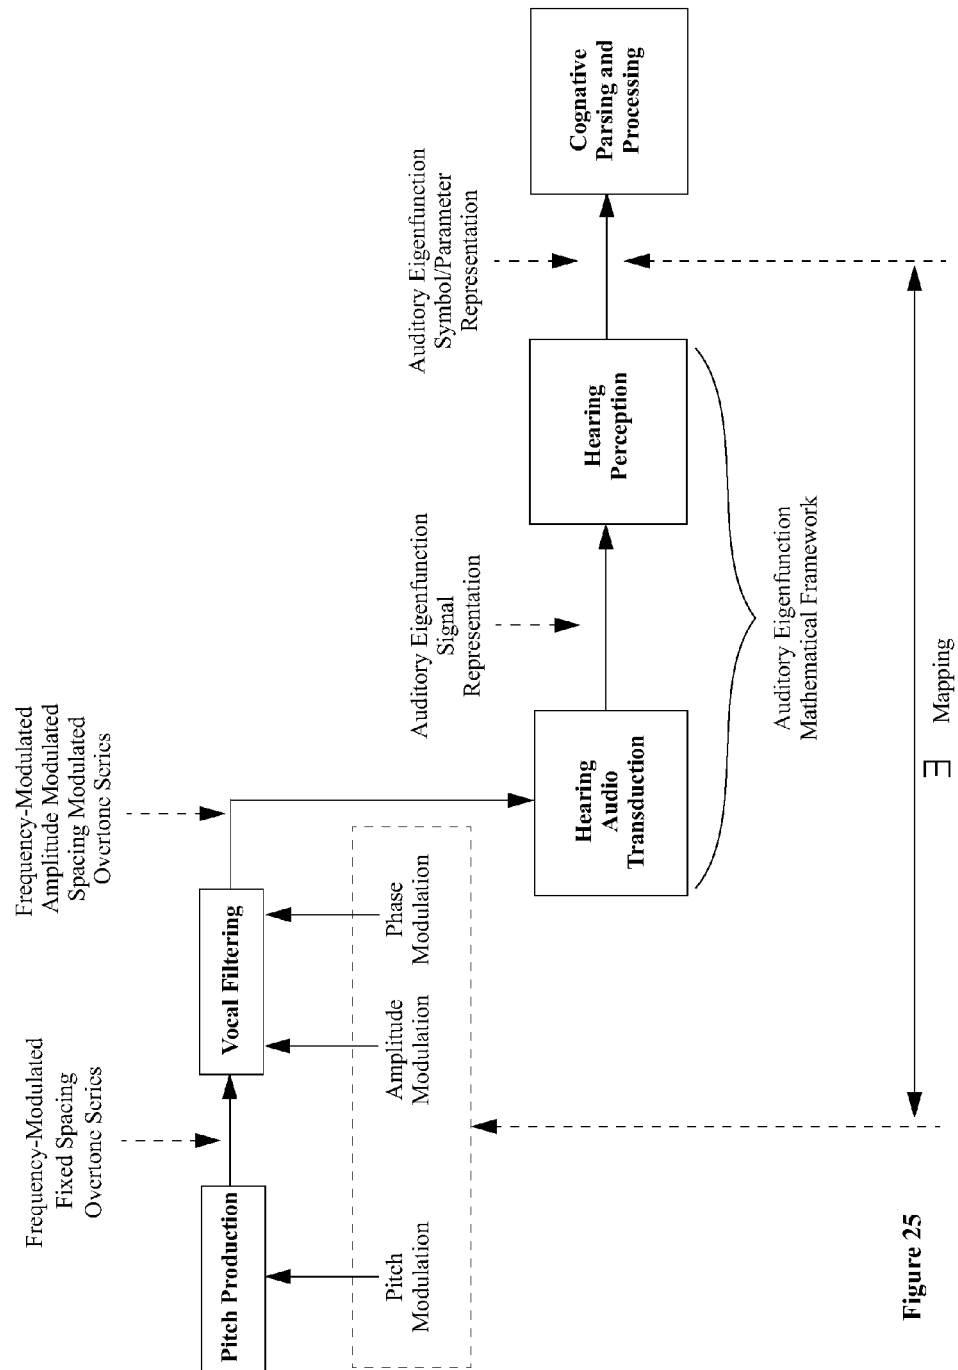 Frequency-Modulated
Fixed Spacing
Overtone Series
Frequency-Modulated
Amplitude Modulated
Spacing Modulated
Overtone Series
Pitch Production
Vocal Filtering
Pitch
Modulation
Amplitude
Modulation
Phase
Modulation
Auditory Eigenfunction
Signal
Representation
Auditory Eigenfunction
Symbol/Parameter
Representation
Hearing
Audio
Transduction
Hearing
Perception
Cognative
Parsing and
Processing
Auditory Eigenfunction
Mathematical Framework
Mapping
Figure 25